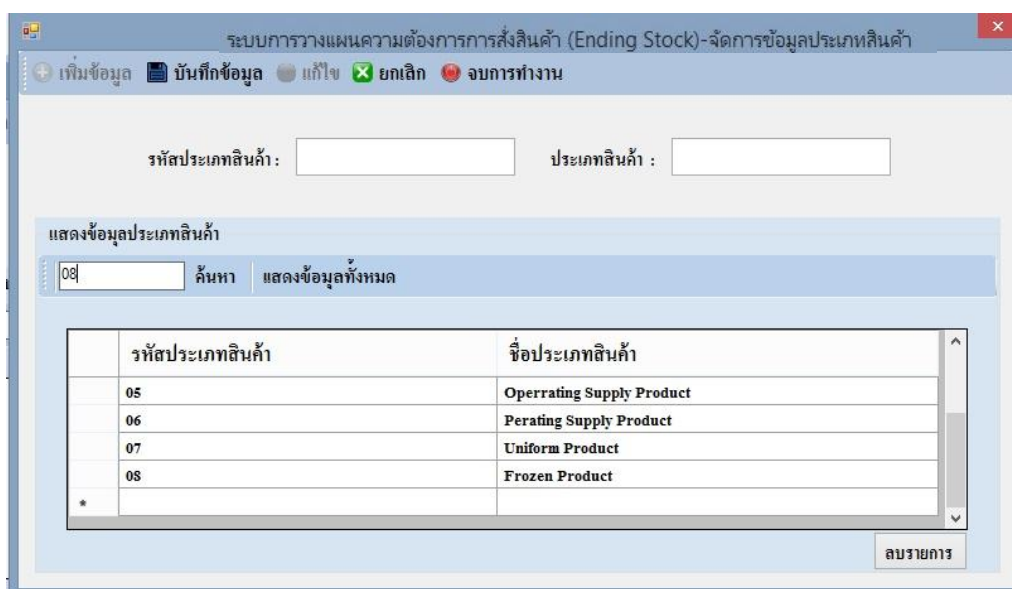 ระบบการวางแผนความต้องการการสั่งสินค้า (Ending Stock)-จัดการข้อมูลประเภทสินค้า
เพิ่มข้อมูล บันทึกข้อมูล แก้ไข ยกเลิก จบการทำงาน
รหัสประเภทสินค้า : ประเภทสินค้า :
แสดงข้อมูลประเภทสินค้า
08 ค้นหา แสดงข้อมูลทั้งหมด
รหัสประเภทสินค้า ชื่อประเภทสินค้า
05 Operrating Supply Product
06 Perating Supply Product
07 Uniform Product
08 Frozen Product
*
ลบรายการ